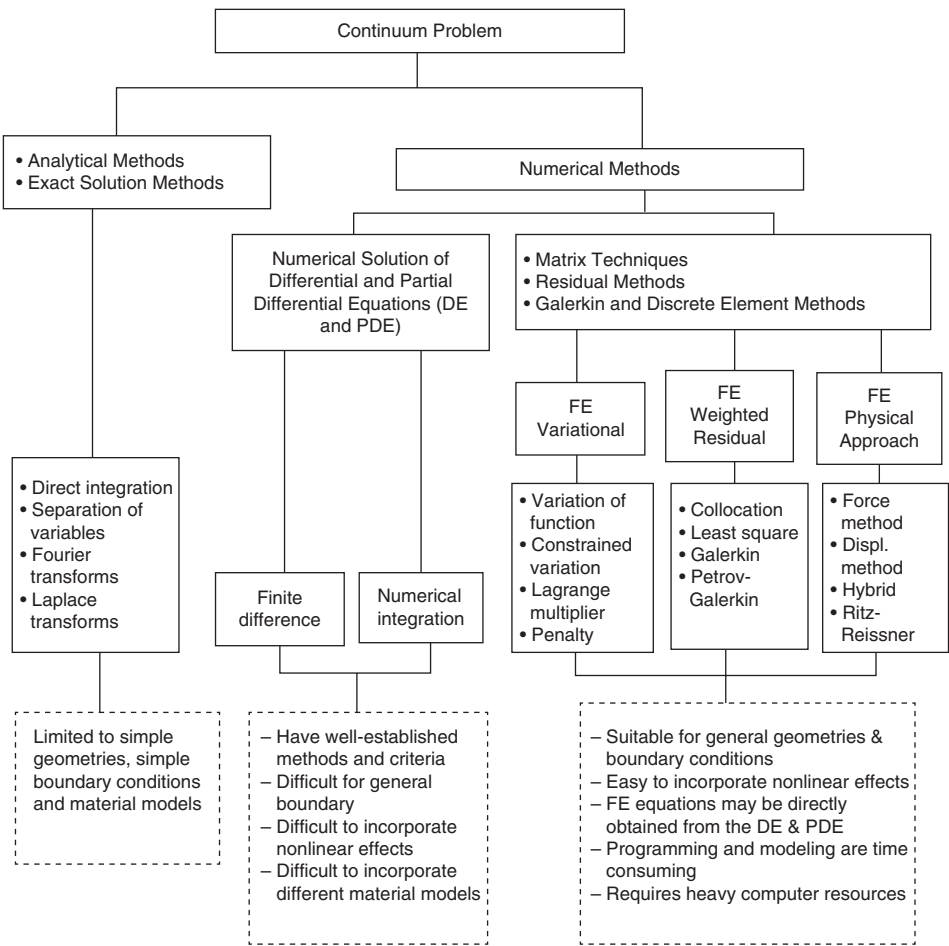 Continuum Problem
• Analytical Methods
• Exact Solution Methods
Numerical Methods
Numerical Solution of
Differential and Partial
Differential Equations (DE
and PDE)
• Matrix Techniques
• Residual Methods
• Galerkin and Discrete Element Methods
FE
Variational
FE
Weighted
Residual
FE
Physical
Approach
• Direct integration
• Separation of
variables
• Fourier
transforms
• Laplace
transforms
Finite
difference
Numerical
integration
• Variation of
function
• Constrained
variation
• Lagrange
multiplier
• Penalty
• Collocation
• Least square
• Galerkin
• Petrov-
Galerkin
• Force
method
• Displ.
method
• Hybrid
• Ritz-
Reissner
Limited to simple
geometries, simple
boundary conditions
and material models
– Have well-established
methods and criteria
– Difficult for general
boundary
– Difficult to incorporate
nonlinear effects
– Difficult to incorporate
different material models
– Suitable for general geometries &
boundary conditions
– Easy to incorporate nonlinear effects
– FE equations may be directly
obtained from the DE & PDE
– Programming and modeling are time
consuming
– Requires heavy computer resources